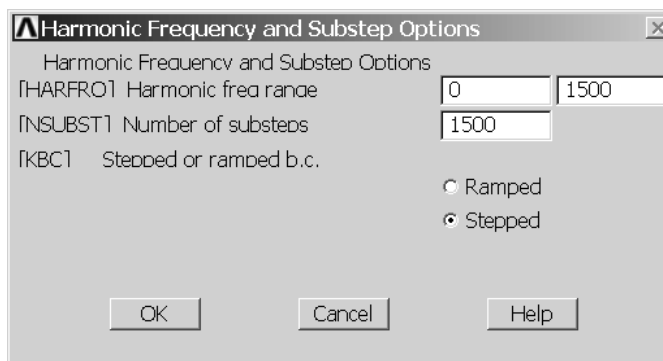 Harmonic Frequency and Substep Options
Harmonic Frequency and Substep Options
[HARFRQ] Harmonic freq range 0 1500
[NSUBST] Number of substeps 1500
[KBC] Stepped or ramped b.c.
Ramped
Stepped
OK Cancel Help